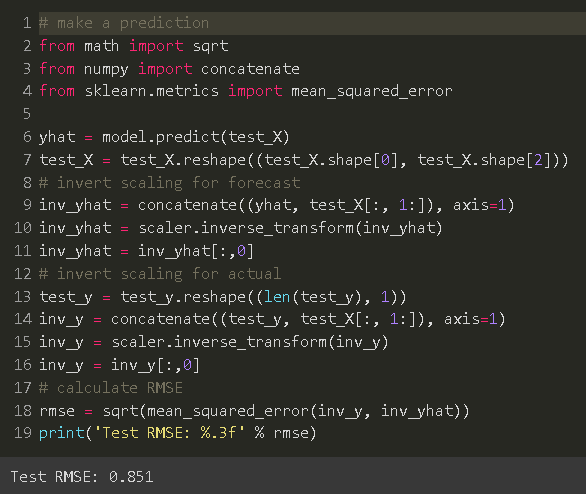 1 # make a prediction
2 from math import sqrt
3 from numpy import concatenate
4 from sklearn.metrics import mean_squared_error
5
6 yhat = model.predict(test_X)
7 test_X = test_X.reshape((test_X.shape[0], test_X.shape[2]))
8 # invert scaling for forecast
9 inv_yhat = concatenate((yhat, test_X[:, 1:]), axis=1)
10 inv_yhat = scaler.inverse_transform(inv_yhat)
11 inv_yhat = inv_yhat[:,0]
12 # invert scaling for actual
13 test_y = test_y.reshape((len(test_y), 1))
14 inv_y = concatenate((test_y, test_X[:, 1:]), axis=1)
15 inv_y = scaler.inverse_transform(inv_y)
16 inv_y = inv_y[:,0]
17 # calculate RMSE
18 rmse = sqrt(mean_squared_error(inv_y, inv_yhat))
19 print('Test RMSE: %.3f' % rmse)
Test RMSE: 0.851